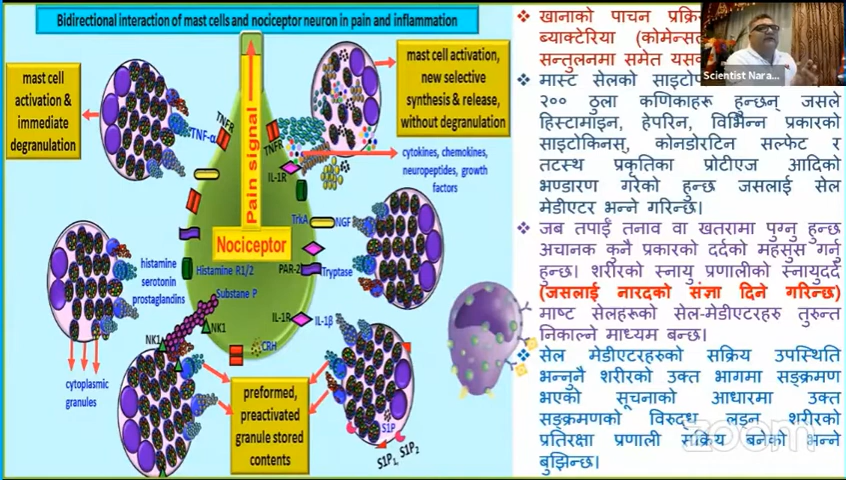 Bidirectional interaction of mast cells and nociceptor neuron in pain and inflammation
mast cell
activation &
immediate
degranulation
TNF-α
TNFR
Pain signal
TNFR
IL-1R
mast cell activation,
new selective
synthesis & release,
without degranulation
cytokines, chemokines,
neuropeptides, growth
factors
TrkA
NGF
Nociceptor
PAR-2
Tryptase
histamine
serotonin
prostaglandins
Histamine R1/2
Substane P
IL-1R
IL-1β
NK1
NK1
CRH
cytoplasmic
granules
preformed,
preactivated
granule stored
contents
S1P
S1P1, S1P2
खानाको पाचन प्रक्रि
ब्याक्टेरिया (कोमेन्सल
सन्तुलनमा समेत यसक
Scientist Nara...
मास्ट सेलको साइटोप
२०० ठुला कणिकाहरू हुन्छन् जसले
हिस्टामाइन, हेपरिन, विभिन्न प्रकारको
साइटोकिनस्, कोनडोरटिन सल्फेट र
तटस्थ प्रकृतिका प्रोटीएज आदिको
भण्डारण गरेको हुन्छ जसलाई सेल
मेडीएटर भन्ने गरिन्छ।
जब तपाईं तनाव वा खतरामा पुग्नु हुन्छ
अचानक कुनै प्रकारको दर्दको महसुस गर्नु
हुन्छ। शरीरको स्नायु प्रणालीको स्नायुदर्द
(जसलाई नारदको संज्ञा दिने गरिन्छ)
माष्ट सेलहरूको सेल-मेडीएटरहरु तुरुन्त
निकाल्ने माध्यम बन्छ।
सेल मेडीएटरहरुको सक्रिय उपस्थिति
भन्नुनै शरीरको उक्त भागमा सङ्क्रमण
भएको सूचनाको आधारमा उक्त
सङ्क्रमणको विरुद्ध लड्न शरीरको
प्रतिरक्षा प्रणाली सक्रिय बनेको भन्ने
बुझिन्छ।
zoom